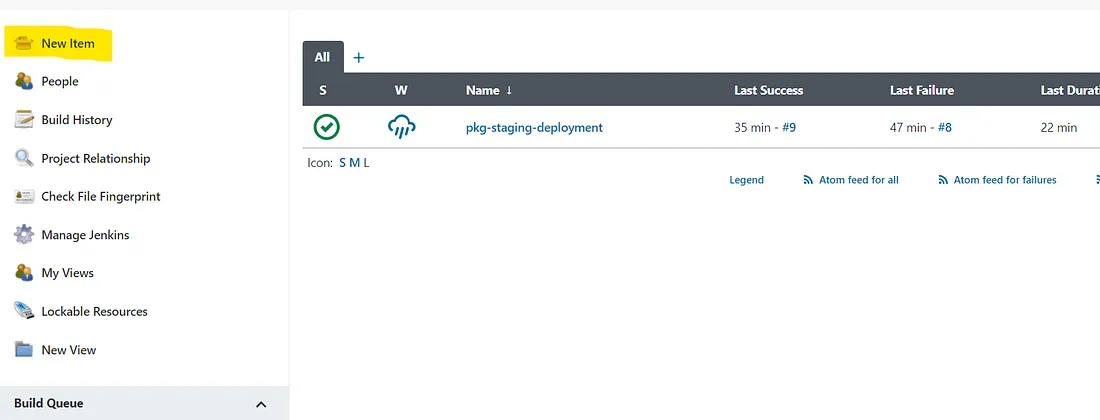 New Item
People
Build History
Project Relationship
Check File Fingerprint
Manage Jenkins
My Views
Lockable Resources
New View
Build Queue
All +
S W Name ↓ Last Success Last Failure Last Durati
pkg-staging-deployment 35 min - #9 47 min - #8 22 min
Icon: S M L
Legend Atom feed for all Atom feed for failures